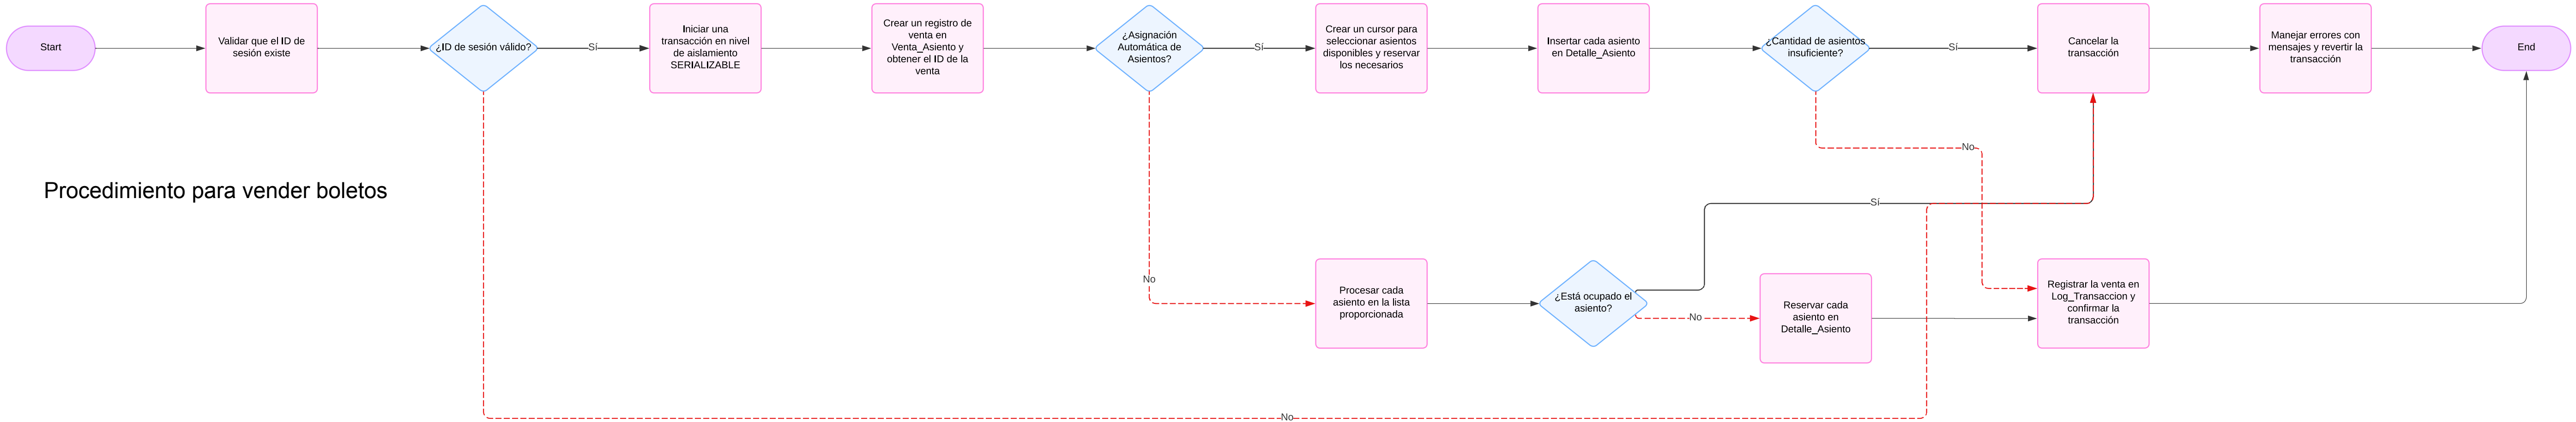 Start
Validar que el ID de
sesión existe
¿ID de sesión válido?
Sí
Iniciar una
transacción en nivel
de aislamiento
SERIALIZABLE
Crear un registro de
venta en
Venta_Asiento y
obtener el ID de la
venta
¿Asignación
Automática de
Asientos?
Sí
Crear un cursor para
seleccionar asientos
disponibles y reservar
los necesarios
Insertar cada asiento
en Detalle_Asiento
¿Cantidad de asientos
insuficiente?
Sí
Cancelar la
transacción
Manejar errores con
mensajes y revertir la
transacción
End
No
Procedimiento para vender boletos
Sí
No
Procesar cada
asiento en la lista
proporcionada
¿Está ocupado el
asiento?
No
Reservar cada
asiento en
Detalle_Asiento
Registrar la venta en
Log_Transaccion y
confirmar la
transacción
No